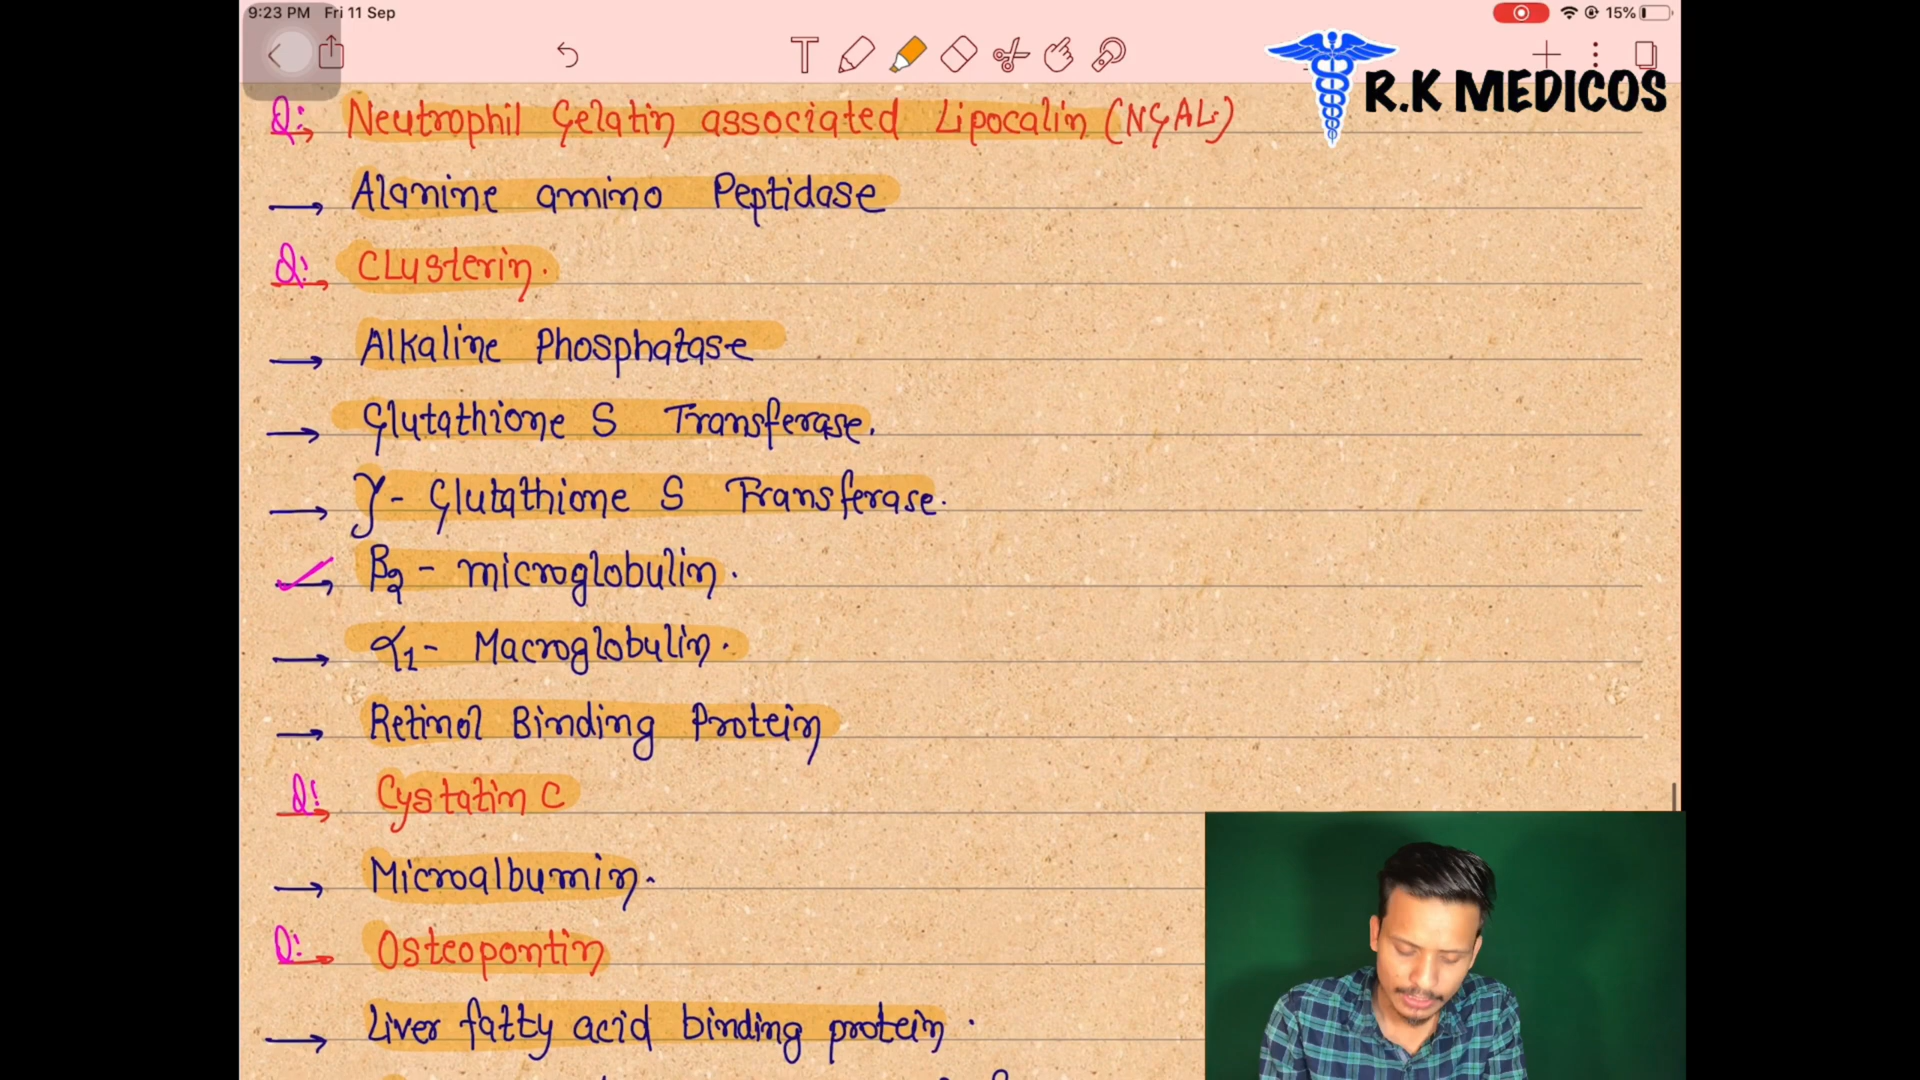 9:23 PM Fri 11 Sep
15%
R.K MEDICOS
Q: Neutrophil Gelatin associated Lipocalin (NGAL)
→ Alanine amino Peptidase
Q: Clusterin.
→ Alkaline Phosphatase
→ Glutathione S Transferase.
→ γ- Glutathione S Transferase.
→ β2 - microglobulin.
→ α1- Macroglobulin.
→ Retinol Binding Protein
Q! Cystatin C
→ Microalbumin.
Q! Osteopontin
→ Liver fatty acid binding protein.